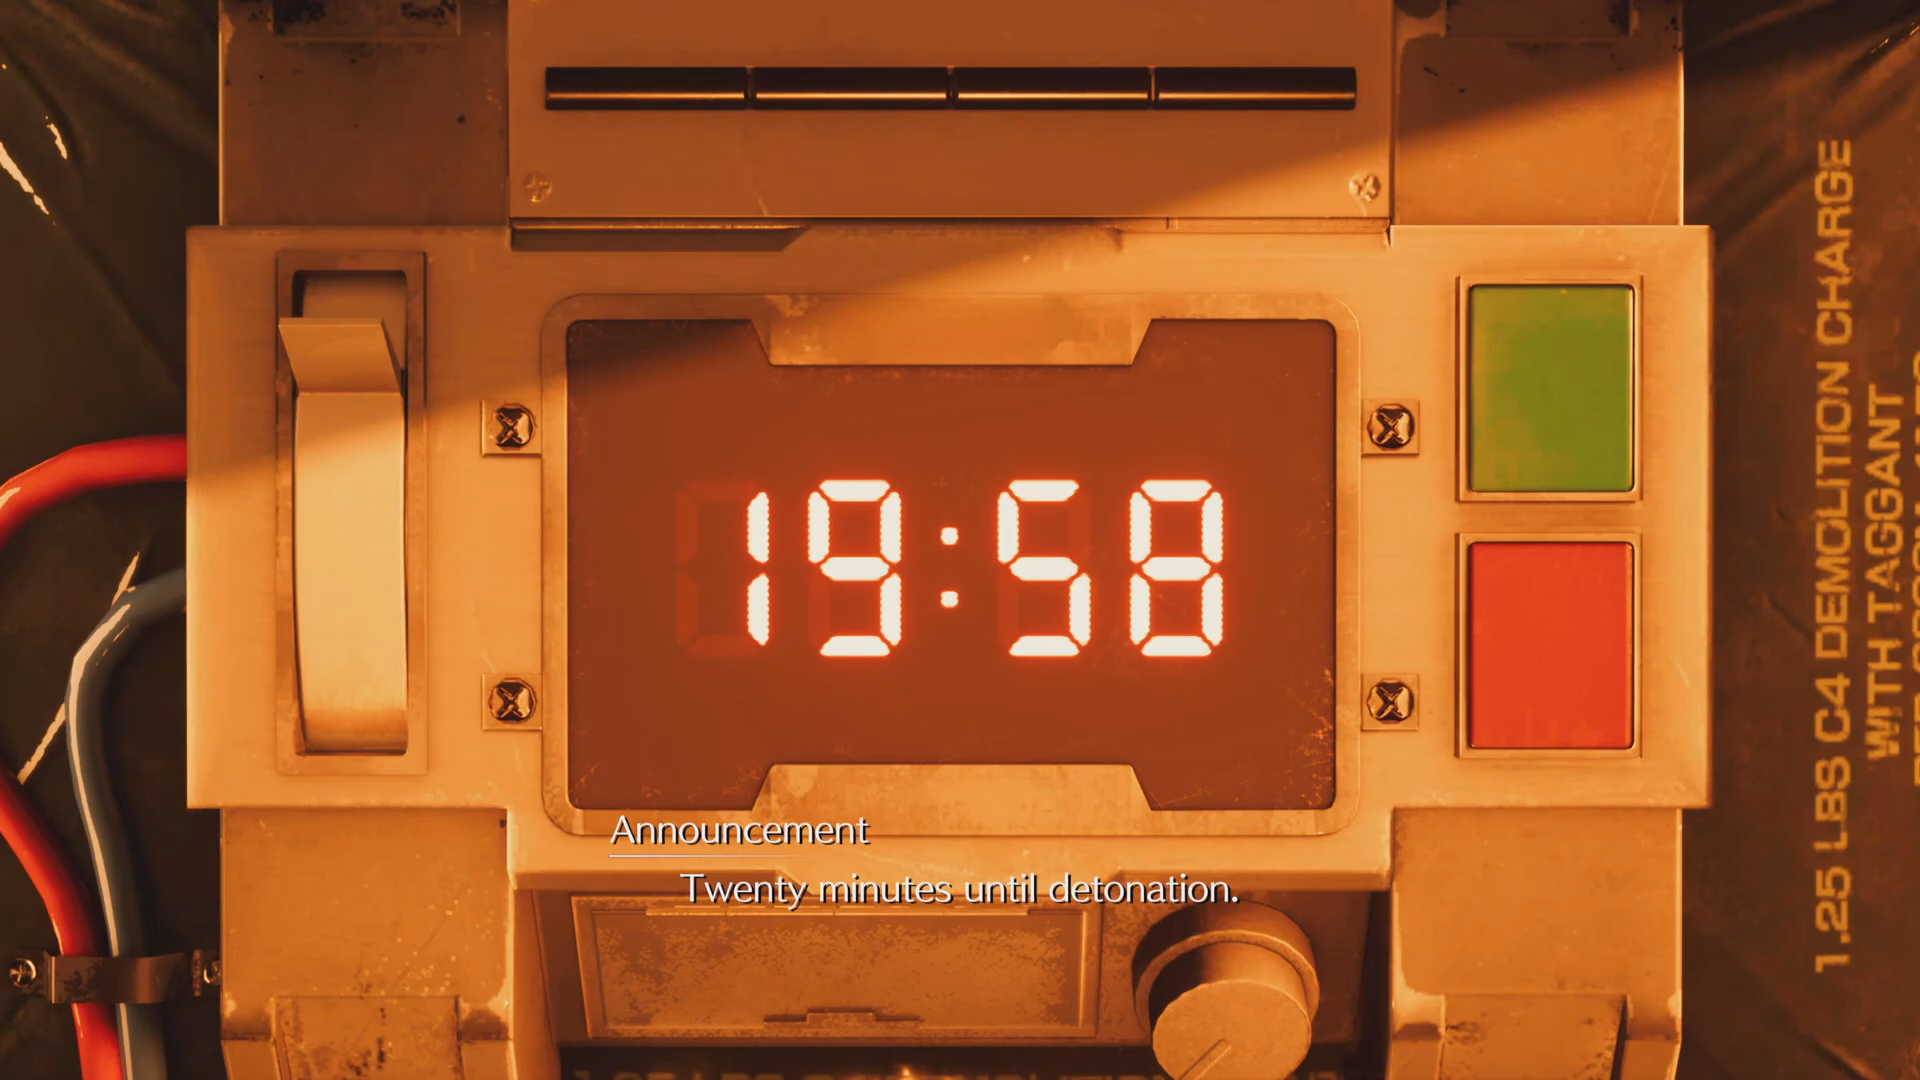 19:58
Announcement
Twenty minutes until detonation.
1.25 LBS C4 DEMOLITION CHARGE
WITH TAGGANT